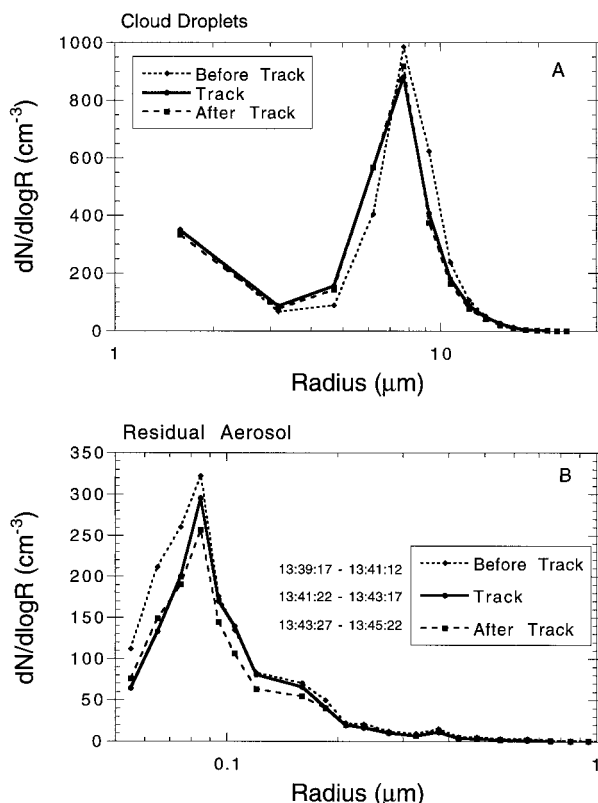 Cloud Droplets
A
1000
800
600
400
200
0
dN/dlogR (cm⁻³)
Before Track
Track
After Track
1
10
Radius (μm)
Residual Aerosol
B
350
300
250
200
150
100
50
0
dN/dlogR (cm⁻³)
13:39:17 - 13:41:12
13:41:22 - 13:43:17
13:43:27 - 13:45:22
Before Track
Track
After Track
0.1
1
Radius (μm)